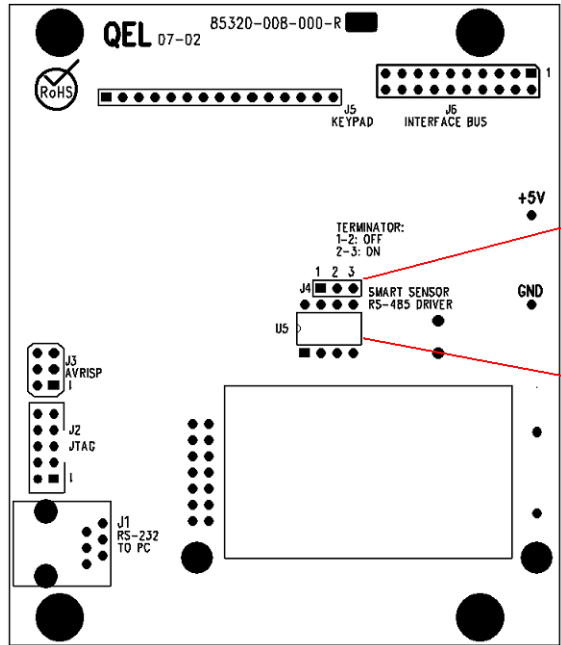 QEL 07-02
85320-008-000-R
RoHS
J5
KEYPAD
1
J6
INTERFACE BUS
+5V
TERMINATOR:
1-2: OFF
2-3: ON
1 2 3
J4
SMART SENSOR
RS-485 DRIVER
GND
U5
J3
AVRISP
1
J2
JTAG
1
J1
RS-232
TO PC